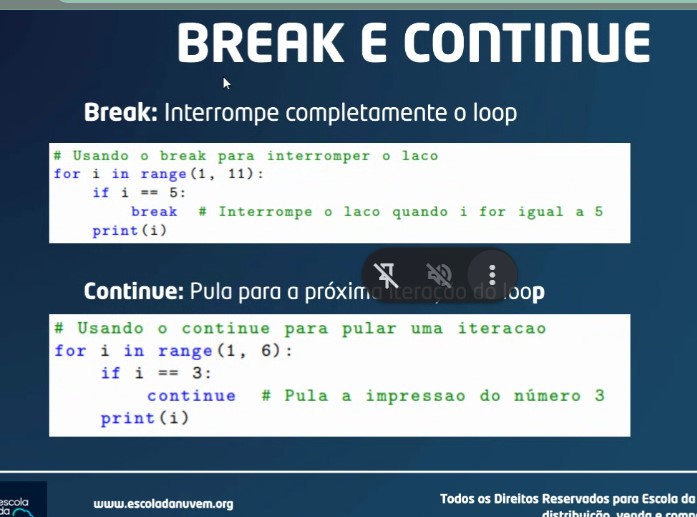 BREAK E CONTINUE
Break: Interrompe completamente o loop
# Usando o break para interromper o laco
for i in range(1, 11):
    if i == 5:
        break  # Interrompe o laco quando i for igual a 5
    print(i)
Continue: Pula para a próxima iteração do loop
# Usando o continue para pular uma iteracao
for i in range(1, 6):
    if i == 3:
        continue  # Pula a impressao do número 3
    print(i)
escola
da
www.escoladanuvem.org
Todos os Direitos Reservados para Escola da
distribuição, venda e